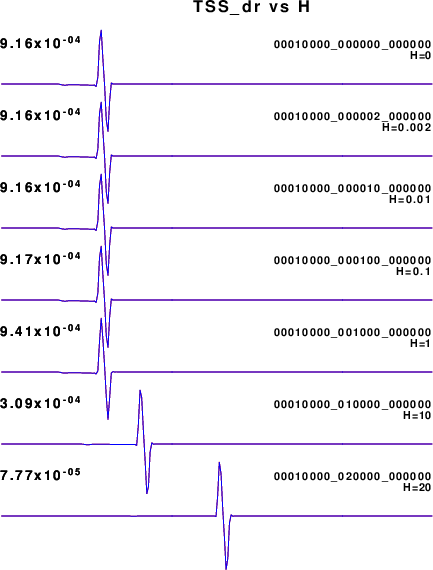 TSS_dr vs H
9.16x10-04 00010000_000000_000000
H=0
9.16x10-04 00010000_000002_000000
H=0.002
9.16x10-04 00010000_000010_000000
H=0.01
9.17x10-04 00010000_000100_000000
H=0.1
9.41x10-04 00010000_001000_000000
H=1
3.09x10-04 00010000_010000_000000
H=10
7.77x10-05 00010000_020000_000000
H=20